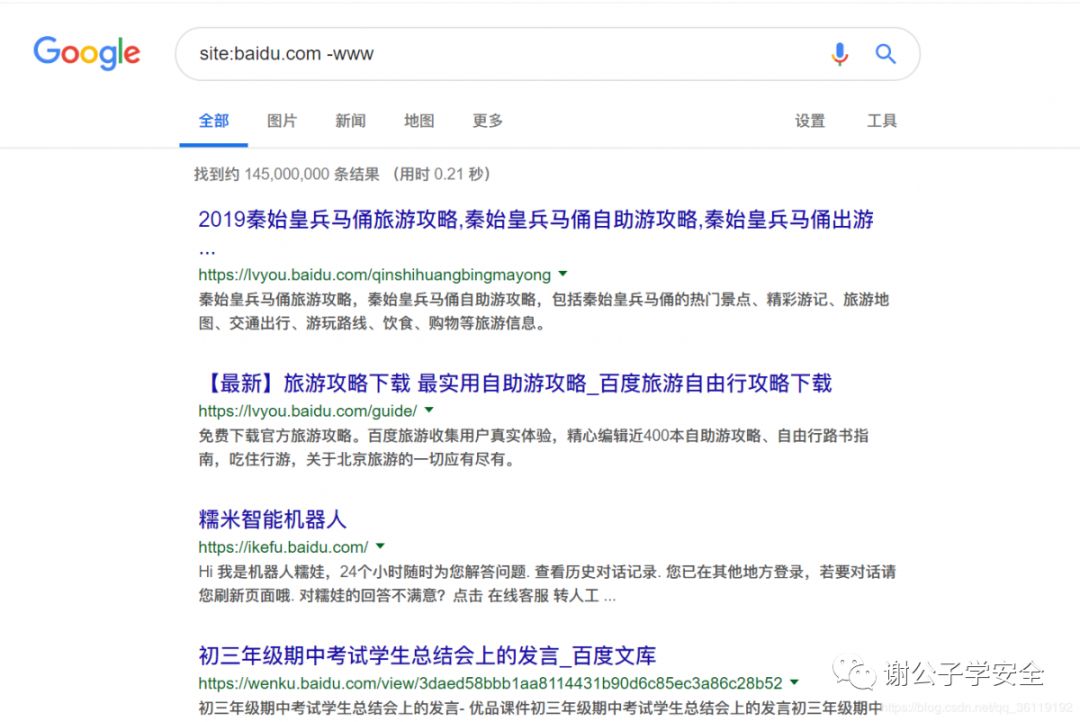 Google
site:baidu.com -www
全部 图片 新闻 地图 更多 设置 工具
找到约 145,000,000 条结果 （用时 0.21 秒）
2019秦始皇兵马俑旅游攻略,秦始皇兵马俑自助游攻略,秦始皇兵马俑出游
...
https://lvyou.baidu.com/qinshihuangbingmayong
秦始皇兵马俑旅游攻略，秦始皇兵马俑自助游攻略，包括秦始皇兵马俑的热门景点、精彩游记、旅游地
图、交通出行、游玩路线、饮食、购物等旅游信息。
【最新】旅游攻略下载 最实用自助游攻略_百度旅游自由行攻略下载
https://lvyou.baidu.com/guide/
免费下载官方旅游攻略。百度旅游收集用户真实体验，精心编辑近400本自助游攻略、自由行路书指
南，吃住行游，关于北京旅游的一切应有尽有。
糯米智能机器人
https://ikefu.baidu.com/
Hi 我是机器人糯娃，24个小时随时为您解答问题. 查看历史对话记录. 您已在其他地方登录，若要对话请
您刷新页面哦. 对糯娃的回答不满意？点击 在线客服 转人工 ...
初三年级期中考试学生总结会上的发言_百度文库
https://wenku.baidu.com/view/3daed58bbb1aa8114431b90d6c85ec3a86c28b52
初三年级期中考试学生总结会上的发言- 优品课件初三年级期中考试学生总结会上的发言初三年级期中
谢公子学安全
https://blog.csdn.net/qq_36119192